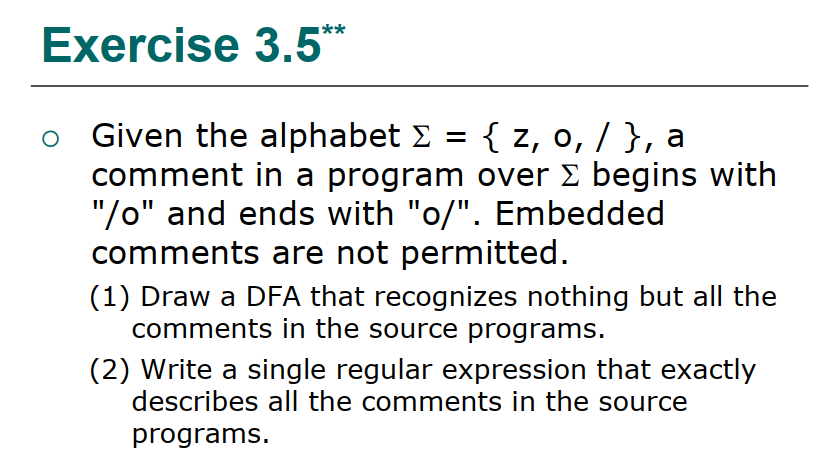 Exercise 3.5**
○ Given the alphabet Σ = { z, o, / }, a
comment in a program over Σ begins with
"/o" and ends with "o/". Embedded
comments are not permitted.
(1) Draw a DFA that recognizes nothing but all the
comments in the source programs.
(2) Write a single regular expression that exactly
describes all the comments in the source
programs.